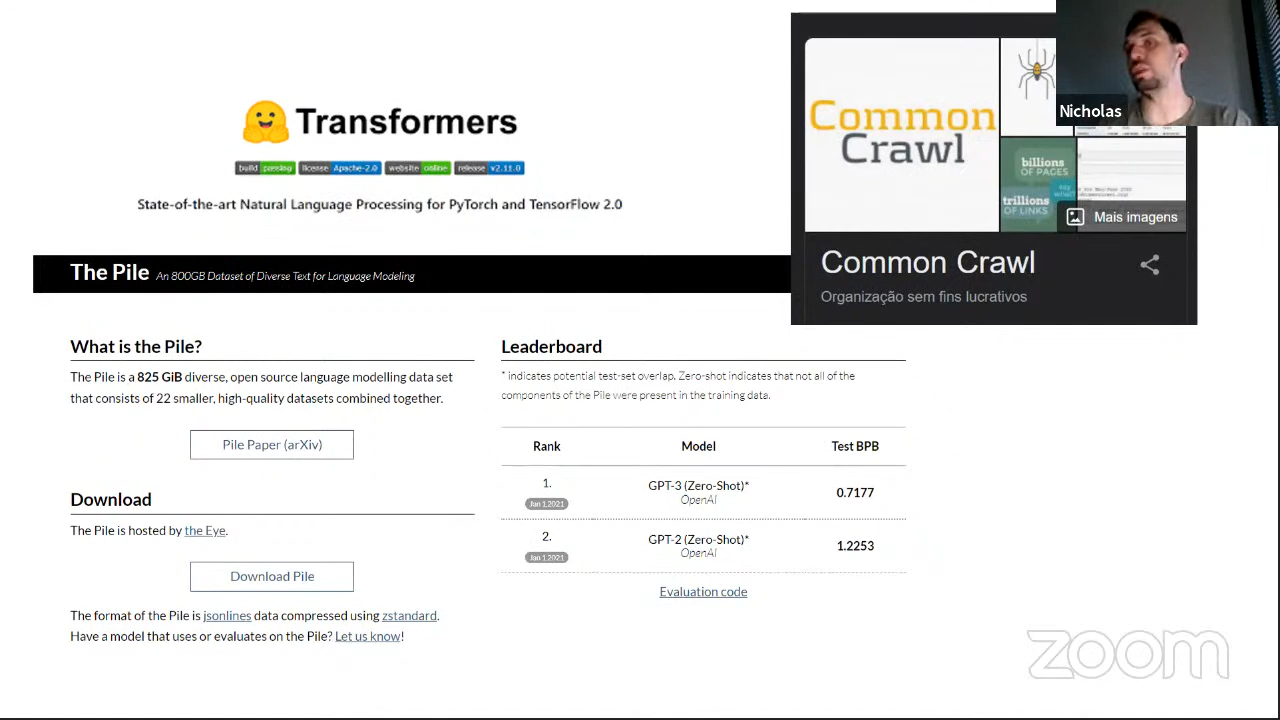 Transformers
build passing license Apache-2.0 website online release v2.11.0
State-of-the-art Natural Language Processing for PyTorch and TensorFlow 2.0
Common
Crawl
billions
OF PAGES
trillions
OF LINKS
Mais imagens
Common Crawl
Organização sem fins lucrativos
Nicholas
The Pile An 800GB Dataset of Diverse Text for Language Modeling
What is the Pile?
The Pile is a 825 GiB diverse, open source language modelling data set
that consists of 22 smaller, high-quality datasets combined together.
Pile Paper (arXiv)
Download
The Pile is hosted by the Eye.
Download Pile
The format of the Pile is jsonlines data compressed using zstandard.
Have a model that uses or evaluates on the Pile? Let us know!
Leaderboard
* indicates potential test-set overlap. Zero-shot indicates that not all of the
components of the Pile were present in the training data.
Rank Model Test BPB
1. GPT-3 (Zero-Shot)* 0.7177
Jan 1,2021 OpenAI
2. GPT-2 (Zero-Shot)* 1.2253
Jan 1,2021 OpenAI
Evaluation code
zoom